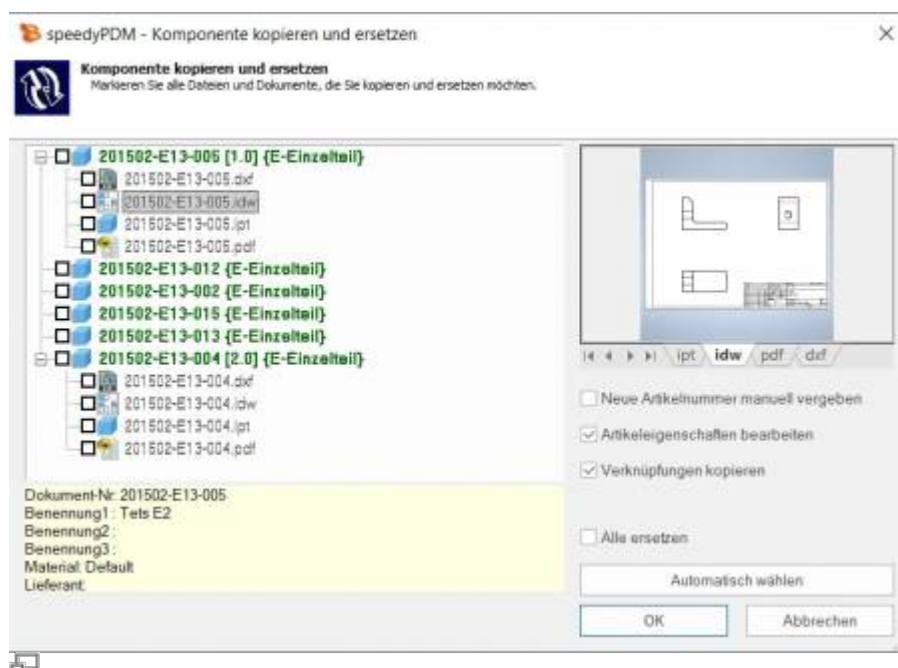 speedyPDM - Komponente kopieren und ersetzen
Komponente kopieren und ersetzen
Markieren Sie alle Dateien und Dokumente, die Sie kopieren und ersetzen möchten.
201502-E13-005 [1.0] {E-Einzelteil}
201502-E13-005.dxf
201502-E13-005.idw
201502-E13-005.ipt
201502-E13-005.pdf
201502-E13-012 {E-Einzelteil}
201502-E13-002 {E-Einzelteil}
201502-E13-015 {E-Einzelteil}
201502-E13-013 {E-Einzelteil}
201502-E13-004 [2.0] {E-Einzelteil}
201502-E13-004.dxf
201502-E13-004.idw
201502-E13-004.ipt
201502-E13-004.pdf
ipt idw pdf dxf
Neue Artikelnummer manuell vergeben
Artikeleigenschaften bearbeiten
Verknüpfungen kopieren
Alle ersetzen
Automatisch wählen
OK Abbrechen
Dokument-Nr: 201502-E13-005
Benennung1 : Tets E2
Benennung2 :
Benennung3 :
Material: Default
Lieferant: